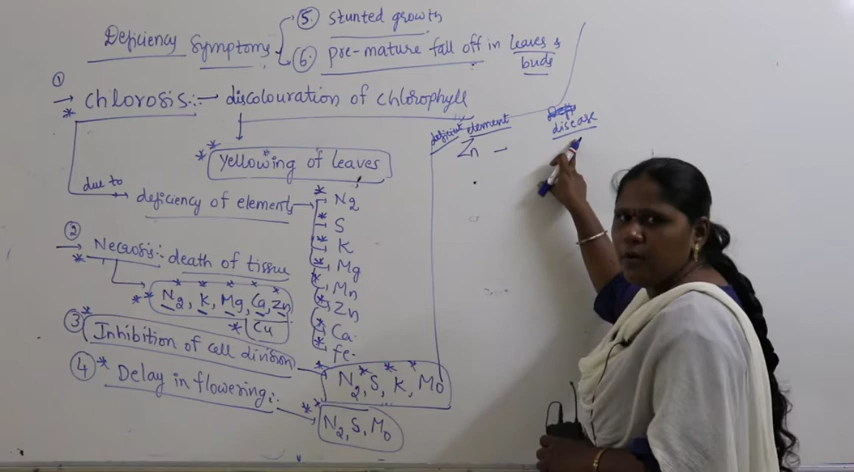 Deficiency Symptoms
⑤ stunted growth
⑥ pre-mature fall off in leaves &
buds
①
→ * chlorosis :- → discolouration of chlorophyll
** Yellowing of leaves
due to → deficiency of elements
* N2
* S
* K
* Mg
* Mn
* Zn
* Ca
* fe
②
→ * Necrosis :- death of tissue
** N2, K, Mg, Ca, Zn
* Cu
③ * Inhibition of cell division
N2, S, K, Mo
④ * Delay in flowering :-
** N2, S, Mo
deficient element
disease
Zn -